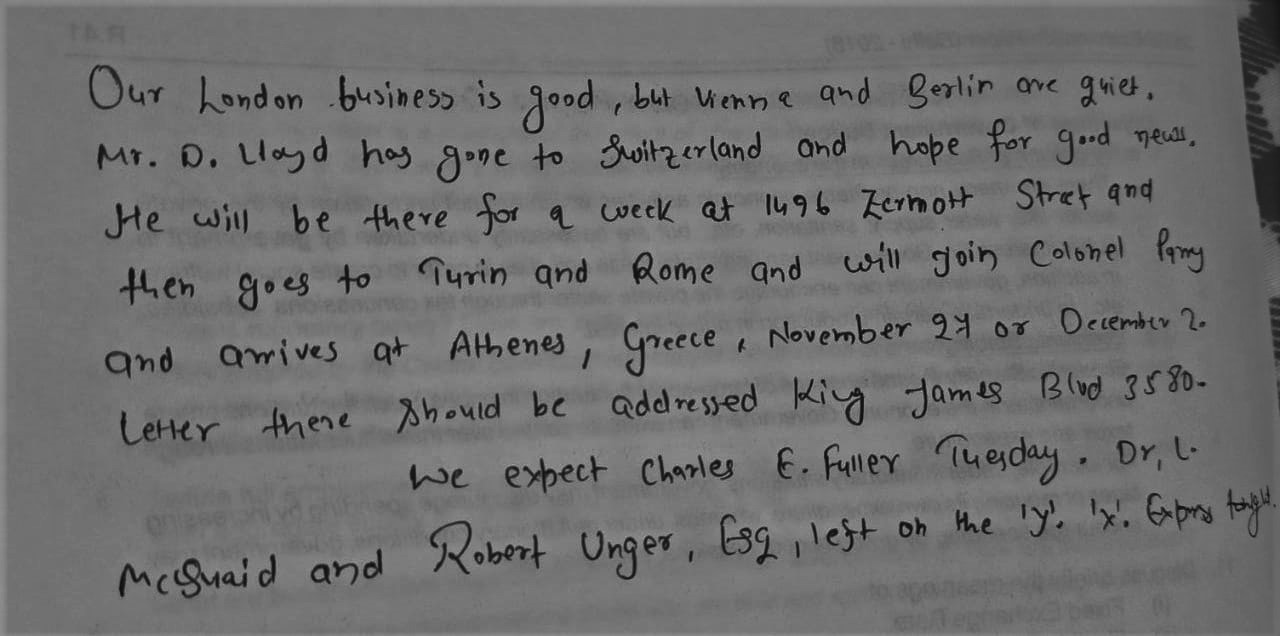 Our London business is good, but Vienna and Berlin are quiet.
Mr. D. Lloyd has gone to Switzerland and hope for good news.
He will be there for a week at 1496 Zermott Street and
then goes to Turin and Rome and will join Colonel Parry
and arrives at Athenes, Greece, November 27 or December 2.
Letter there should be addressed King James Blvd 3580.
We expect Charles E. Fuller Tuesday. Dr, L.
McQuaid and Robert Unger, Esq, left on the 'Y'. 'X'. Express tonight.